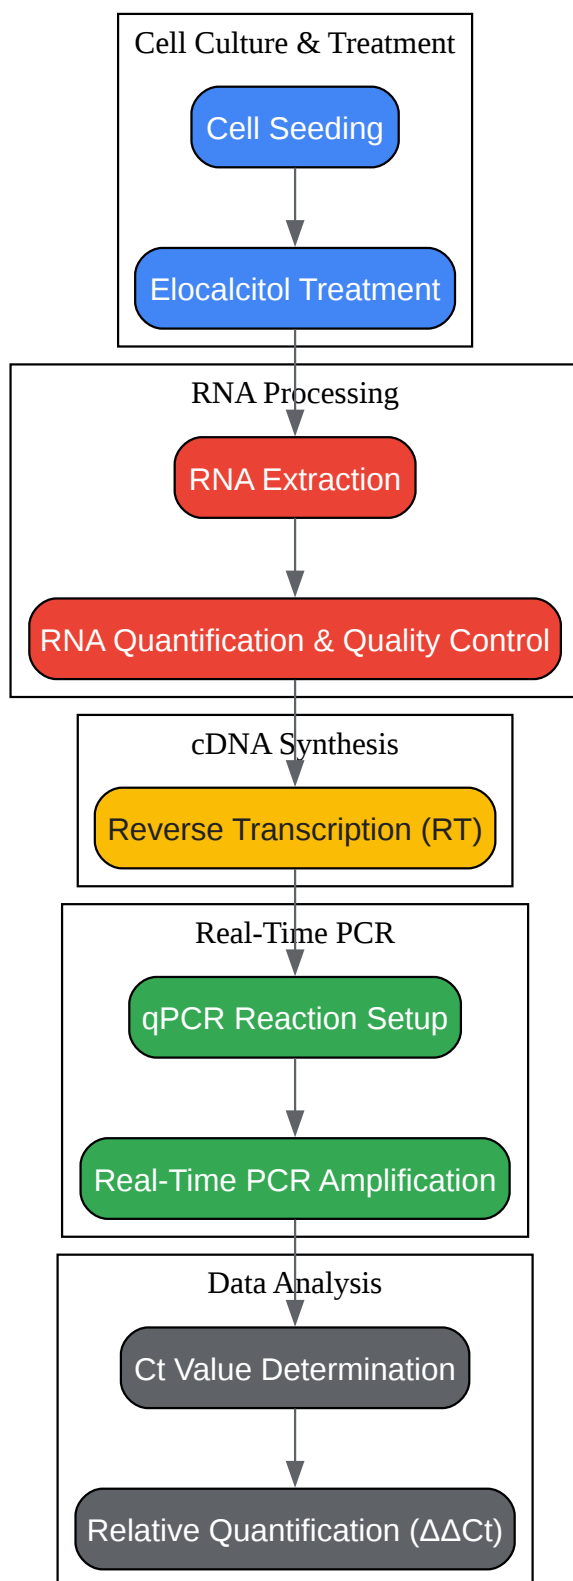 Cell Culture & Treatment
Cell Seeding
Elocalcitol Treatment
RNA Processing
RNA Extraction
RNA Quantification & Quality Control
cDNA Synthesis
Reverse Transcription (RT)
Real-Time PCR
qPCR Reaction Setup
Real-Time PCR Amplification
Data Analysis
Ct Value Determination
Relative Quantification (ΔΔCt)